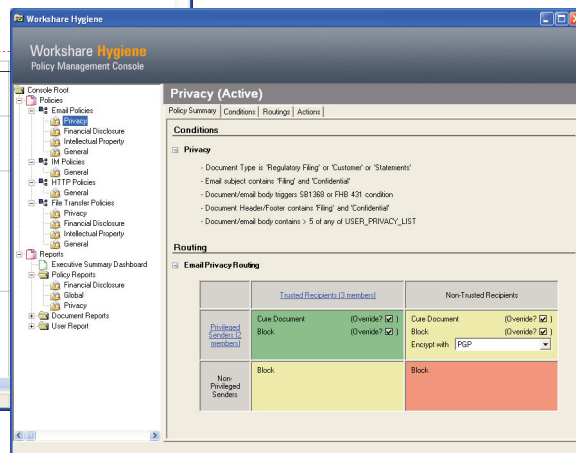 Workshare Hygiene
Workshare Hygiene
Policy Management Console
Console Root
Policies
Email Policies
Privacy
Financial Disclosure
Intellectual Property
General
IM Policies
General
HTTP Policies
General
File Transfer Policies
Privacy
Financial Disclosure
Intellectual Property
General
Reports
Executive Summary Dashboard
Policy Reports
Financial Disclosure
Global
Privacy
Document Reports
User Report
Privacy (Active)
Policy Summary Conditions Routings Actions
Conditions
Privacy
- Document Type is 'Regulatory Filing' or 'Customer' or 'Statements'
- Email subject contains 'Filing' and 'Confidential'
- Document/email body triggers SB1368 or FHB 431 condition
- Document Header/Footer contains 'Filing' and 'Confidential'
- Document/email body contains > 5 of any of USER_PRIVACY_LIST
Routing
Email Privacy Routing
Trusted Recipients (3 members) Non-Trusted Recipients
Privileged Senders (2 members)
Cure Document (Override? )
Block (Override? )
Cure Document (Override? )
Block (Override? )
Encrypt with PGP
Non-Privileged Senders
Block
Block